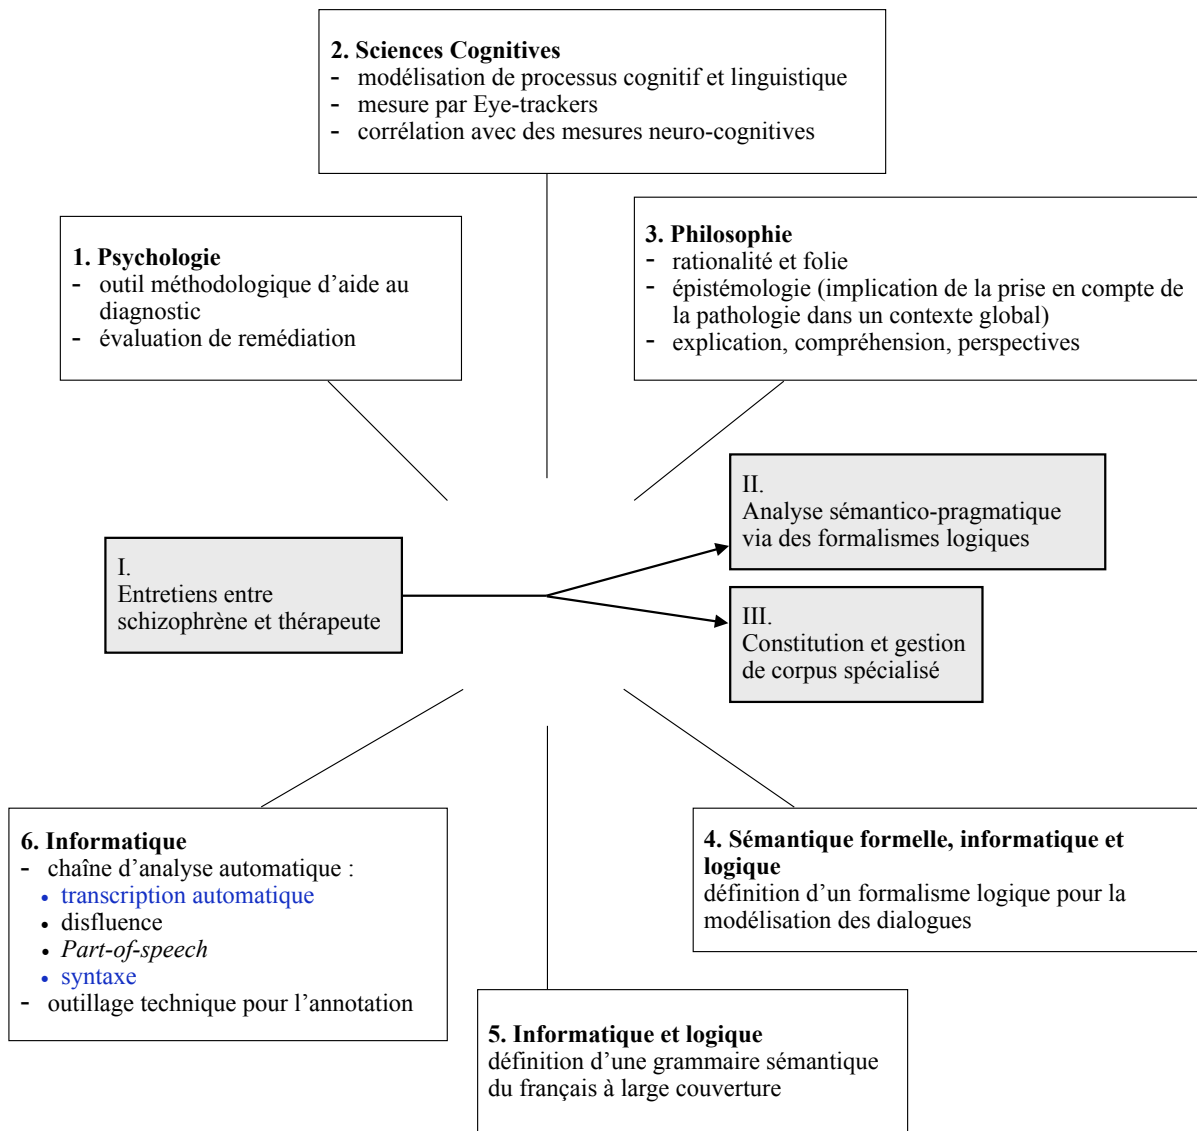 2. Sciences Cognitives
- modélisation de processus cognitif et linguistique
- mesure par Eye-trackers
- corrélation avec des mesures neuro-cognitives
1. Psychologie
- outil méthodologique d’aide au
diagnostic
- évaluation de remédiation
3. Philosophie
- rationalité et folie
- épistémologie (implication de la prise en compte de
la pathologie dans un contexte global)
- explication, compréhension, perspectives
I.
Entretiens entre
schizophrène et thérapeute
II.
Analyse sémantico-pragmatique
via des formalismes logiques
III.
Constitution et gestion
de corpus spécialisé
6. Informatique
- chaîne d’analyse automatique :
• transcription automatique
• disfluence
• Part-of-speech
• syntaxe
- outillage technique pour l’annotation
4. Sémantique formelle, informatique et
logique
définition d’un formalisme logique pour la
modélisation des dialogues
5. Informatique et logique
définition d’une grammaire sémantique
du français à large couverture